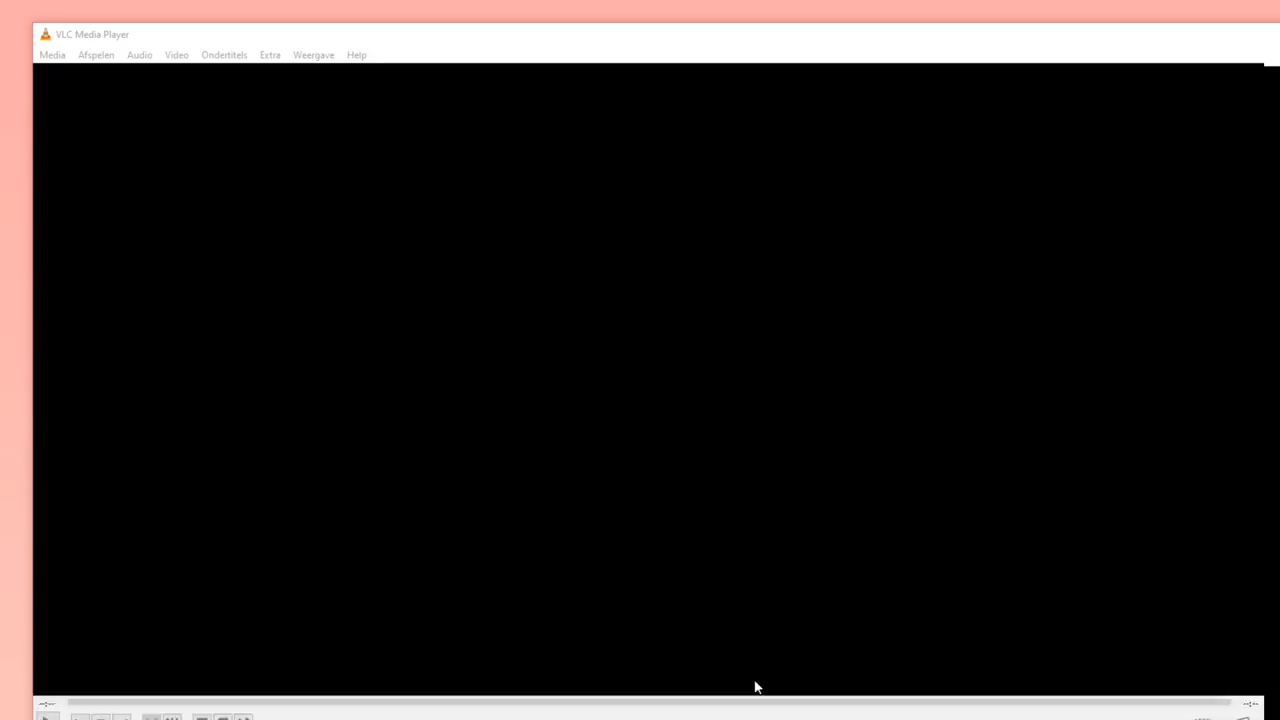 VLC Media Player
Media Afspelen Audio Video Ondertitels Extra Weergave Help
--:--
--:--